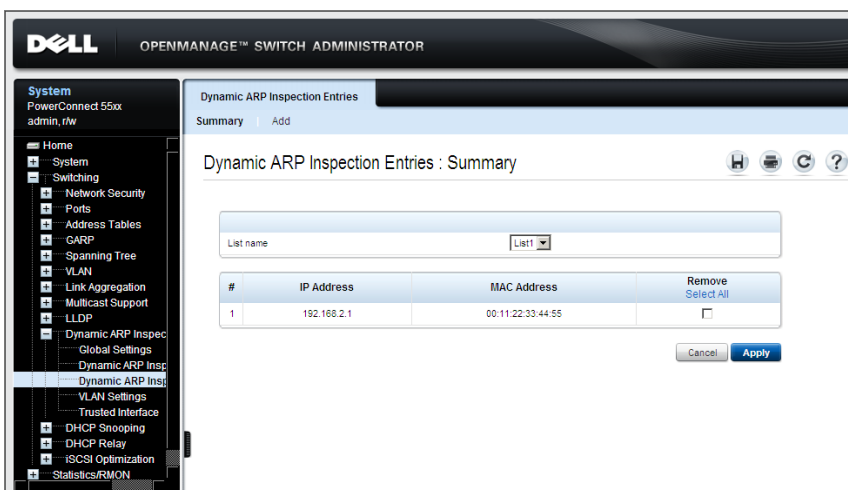 DELL OPENMANAGE™ SWITCH ADMINISTRATOR
System
PowerConnect 55xx
admin, r/w
Home
System
Switching
Network Security
Ports
Address Tables
GARP
Spanning Tree
VLAN
Link Aggregation
Multicast Support
LLDP
Dynamic ARP Inspec
Global Settings
Dynamic ARP Insp
Dynamic ARP Insp
VLAN Settings
Trusted Interface
DHCP Snooping
DHCP Relay
iSCSI Optimization
Statistics/RMON
Dynamic ARP Inspection Entries
Summary Add
Dynamic ARP Inspection Entries : Summary
?
List name List1
# IP Address MAC Address Remove
Select All
1 192.168.2.1 00:11:22:33:44:55
Cancel Apply